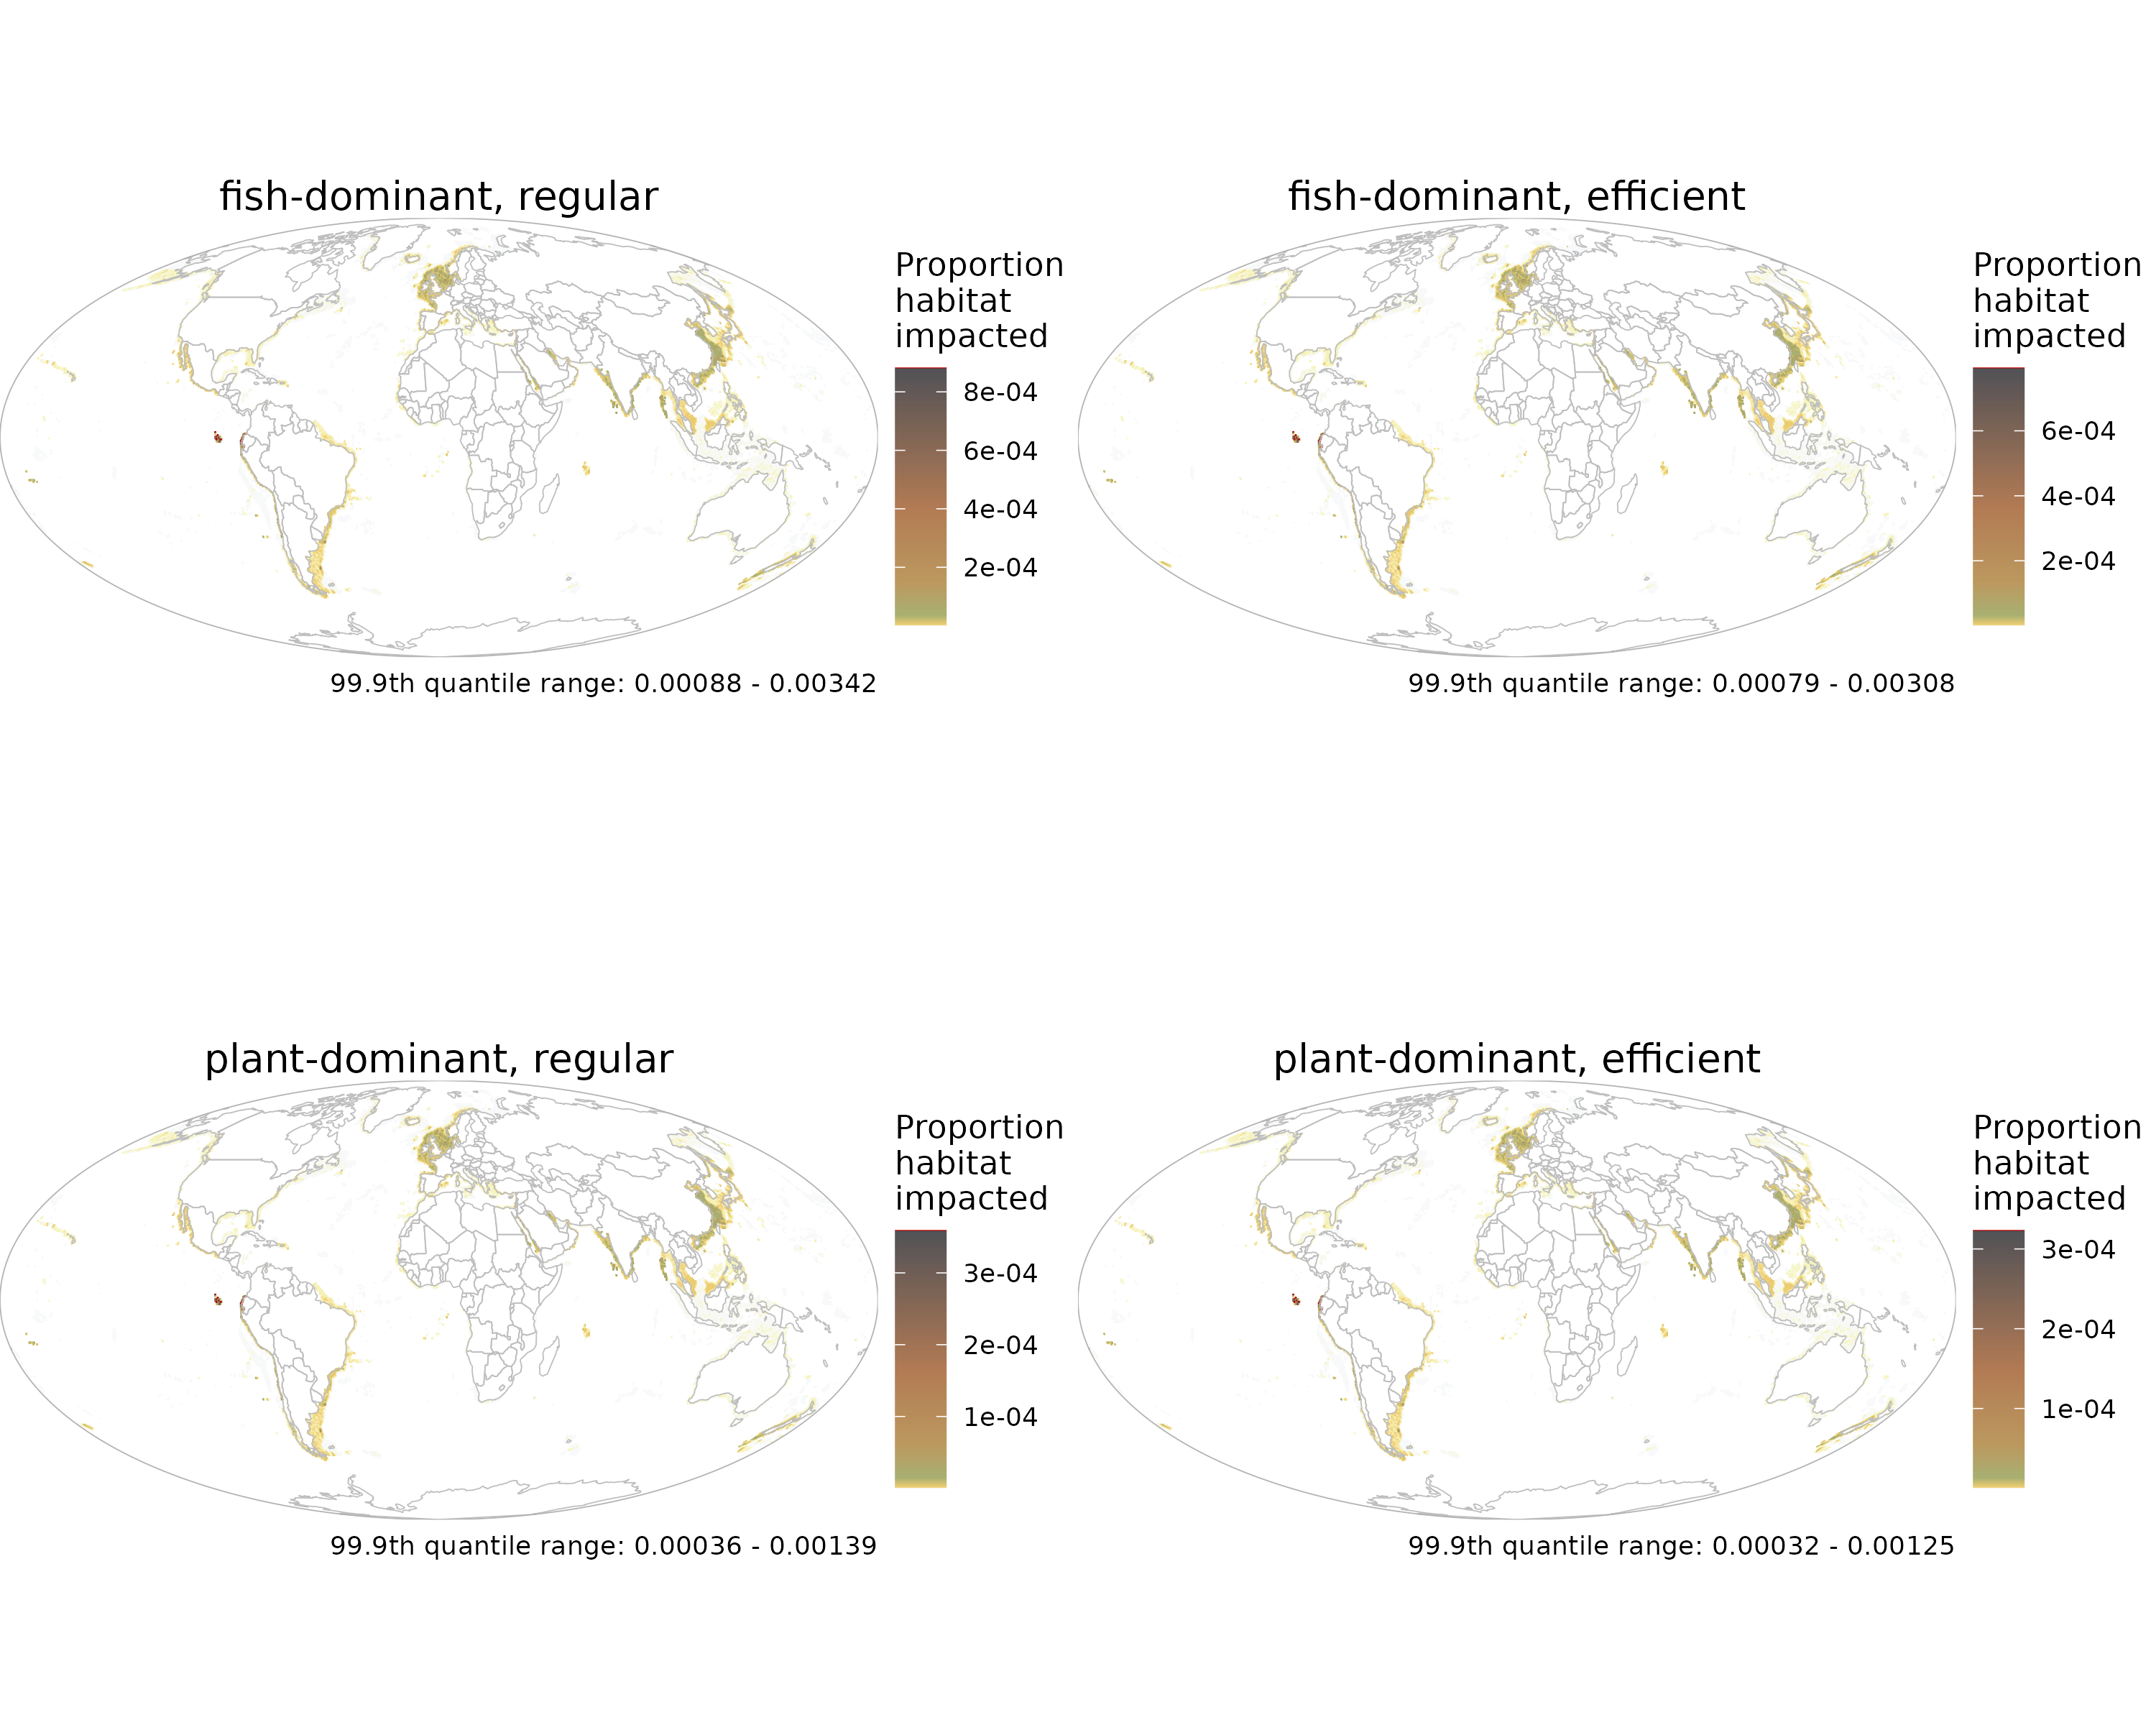 fish-dominant, regular
Proportion
habitat
impacted
8e-04
6e-04
4e-04
2e-04
99.9th quantile range: 0.00088 - 0.00342
fish-dominant, efficient
Proportion
habitat
impacted
6e-04
4e-04
2e-04
99.9th quantile range: 0.00079 - 0.00308
plant-dominant, regular
Proportion
habitat
impacted
3e-04
2e-04
1e-04
99.9th quantile range: 0.00036 - 0.00139
plant-dominant, efficient
Proportion
habitat
impacted
3e-04
2e-04
1e-04
99.9th quantile range: 0.00032 - 0.00125